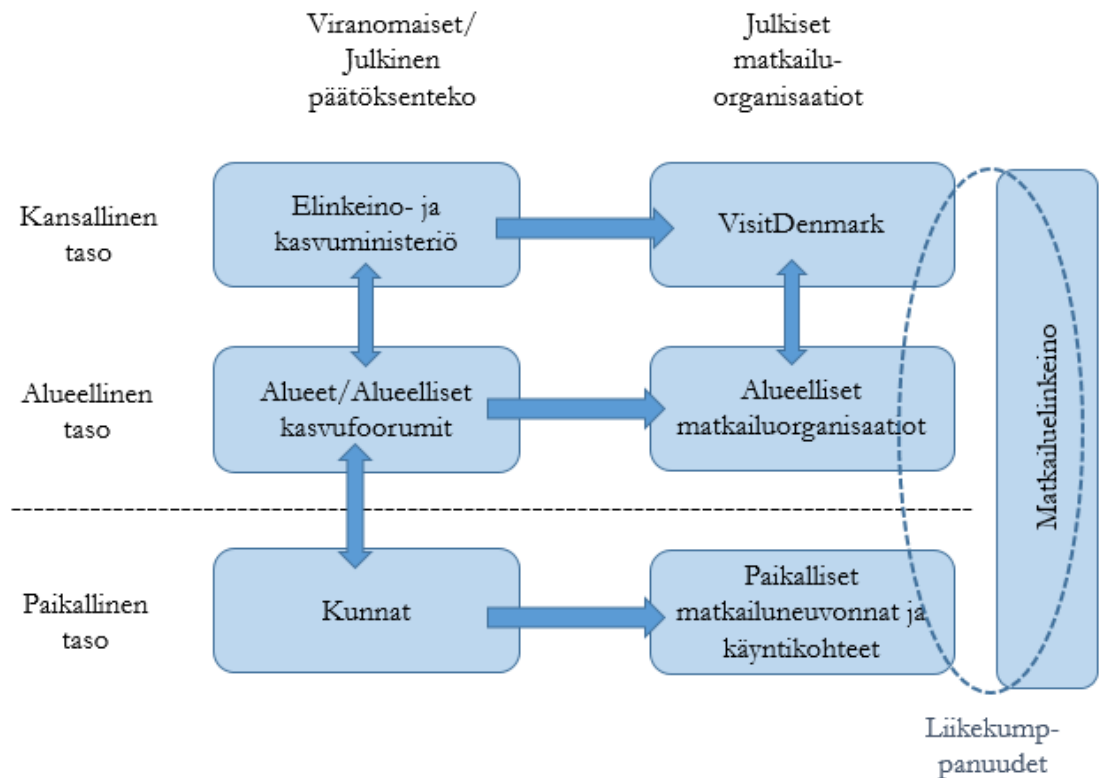 Viranomaiset/
Julkinen
päätöksenteko
Julkiset
matkailu-
organisaatiot
Kansallinen
taso
Elinkeino- ja
kasvuministeriö
VisitDenmark
Alueellinen
taso
Alueet/Alueelliset
kasvufoorumit
Alueelliset
matkailuorganisaatiot
Matkailuelinkeino
Paikallinen
taso
Kunnat
Paikalliset
matkailuneuvonnat ja
käyntikohteet
Liikekump-
panuudet